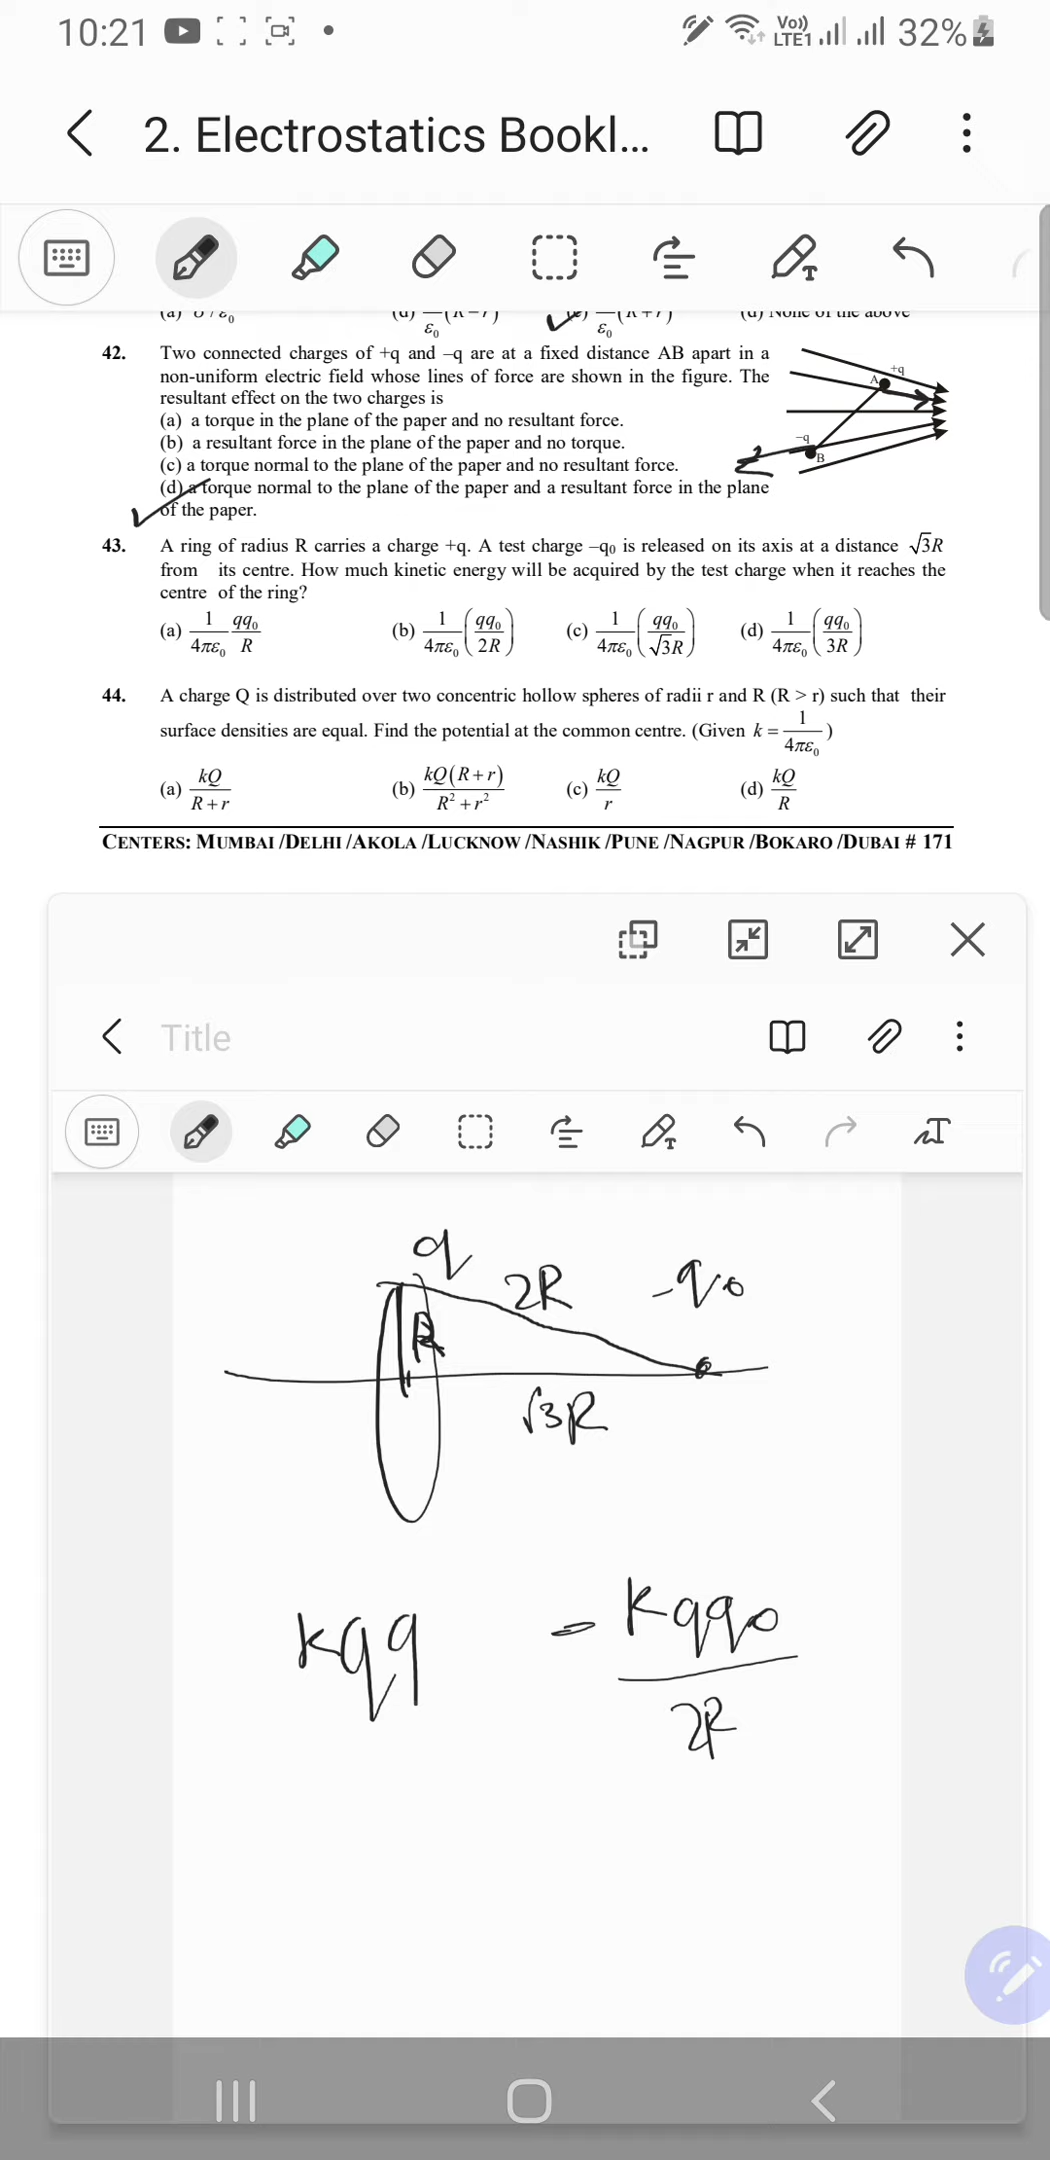 10:21 Vo)) LTE1 32%
2. Electrostatics Bookl...
ε₀ ε₀ (d) None of the above
42. Two connected charges of +q and –q are at a fixed distance AB apart in a
non-uniform electric field whose lines of force are shown in the figure. The
resultant effect on the two charges is
(a) a torque in the plane of the paper and no resultant force.
(b) a resultant force in the plane of the paper and no torque.
(c) a torque normal to the plane of the paper and no resultant force.
(d) a torque normal to the plane of the paper and a resultant force in the plane
of the paper.
A +q
–q B
43. A ring of radius R carries a charge +q. A test charge –q₀ is released on its axis at a distance √3R
from its centre. How much kinetic energy will be acquired by the test charge when it reaches the
centre of the ring?
(a) 1/4πε₀ qq₀/R (b) 1/4πε₀ (qq₀/2R) (c) 1/4πε₀ (qq₀/√3R) (d) 1/4πε₀ (qq₀/3R)
44. A charge Q is distributed over two concentric hollow spheres of radii r and R (R > r) such that their
surface densities are equal. Find the potential at the common centre. (Given k = 1/4πε₀ )
(a) kQ/R+r (b) kQ(R+r)/R²+r² (c) kQ/r (d) kQ/R
CENTERS: MUMBAI /DELHI /AKOLA /LUCKNOW /NASHIK /PUNE /NAGPUR /BOKARO /DUBAI # 171
Title
q
2R -q₀
R
√3R
kqq = kqq₀/2R